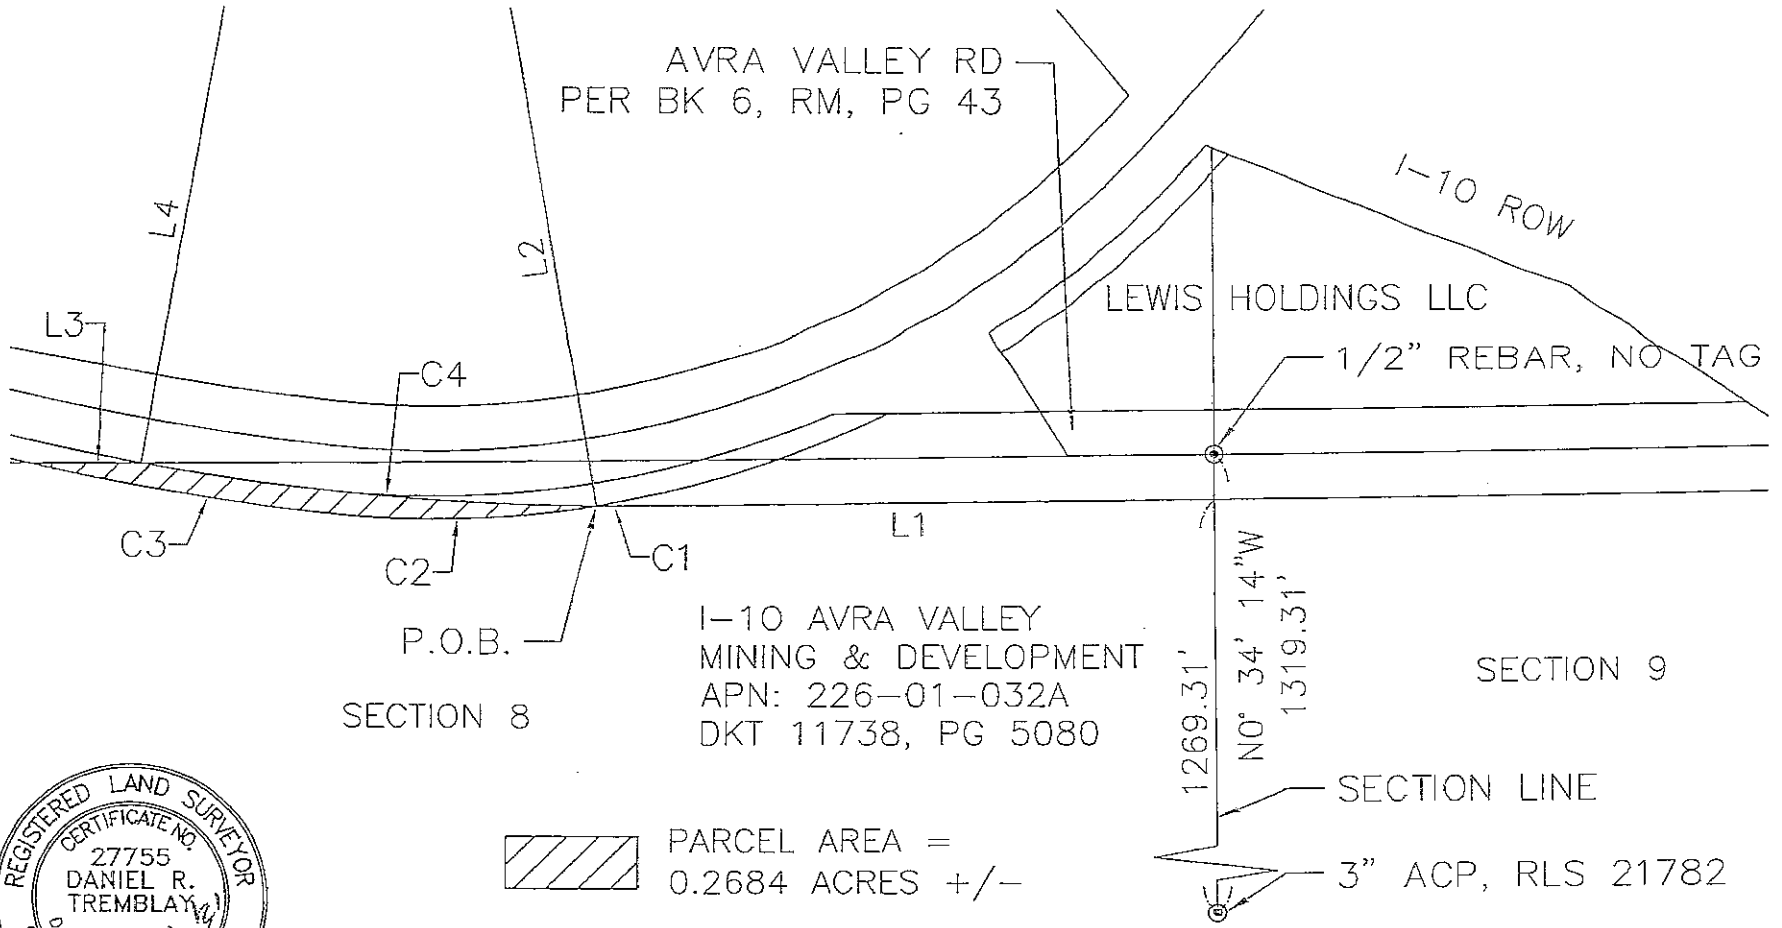 AVRA VALLEY RD
PER BK 6, RM, PG 43
I-10 ROW
L4
L2
LEWIS HOLDINGS LLC
L3
1/2" REBAR, NO TAG
C4
L1
C3
C2
C1
P.O.B.
I-10 AVRA VALLEY
MINING & DEVELOPMENT
APN: 226-01-032A
DKT 11738, PG 5080
1269.31'
N0° 34' 14"W
1319.31'
SECTION 8
SECTION 9
SECTION LINE
PARCEL AREA =
0.2684 ACRES +/-
3" ACP, RLS 21782
REGISTERED LAND SURVEYOR
CERTIFICATE NO.
27755
DANIEL R.
TREMBLAY